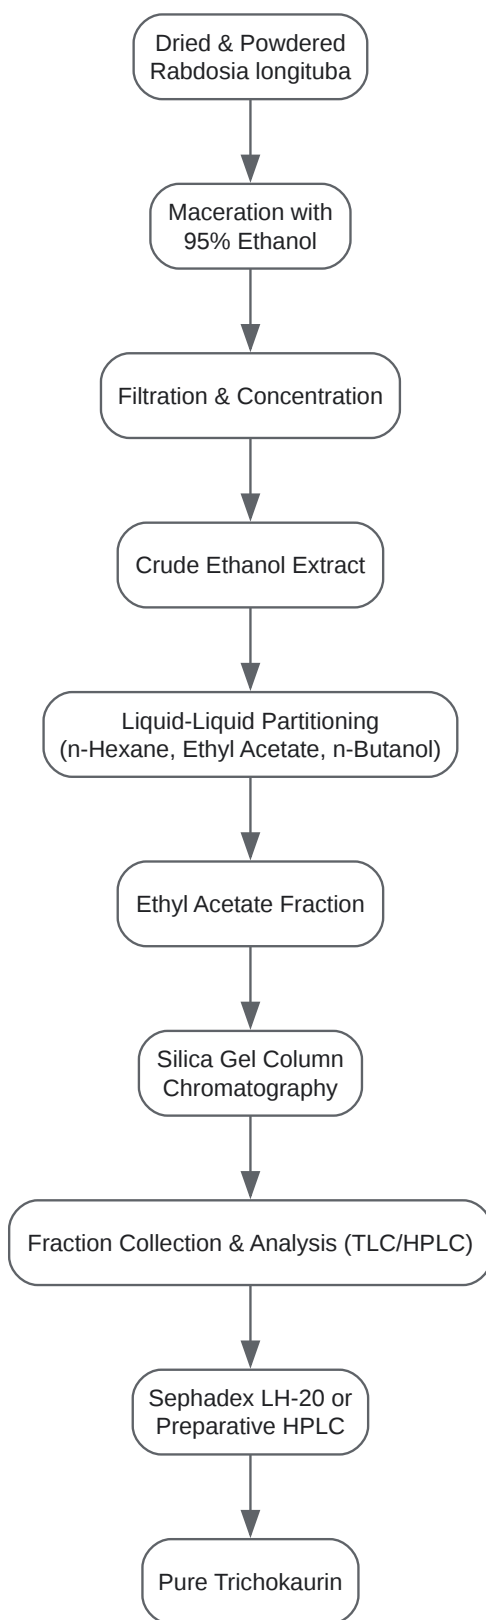 Dried & Powdered
Rabdosia longituba
Maceration with
95% Ethanol
Filtration & Concentration
Crude Ethanol Extract
Liquid-Liquid Partitioning
(n-Hexane, Ethyl Acetate, n-Butanol)
Ethyl Acetate Fraction
Silica Gel Column
Chromatography
Fraction Collection & Analysis (TLC/HPLC)
Sephadex LH-20 or
Preparative HPLC
Pure Trichokaurin